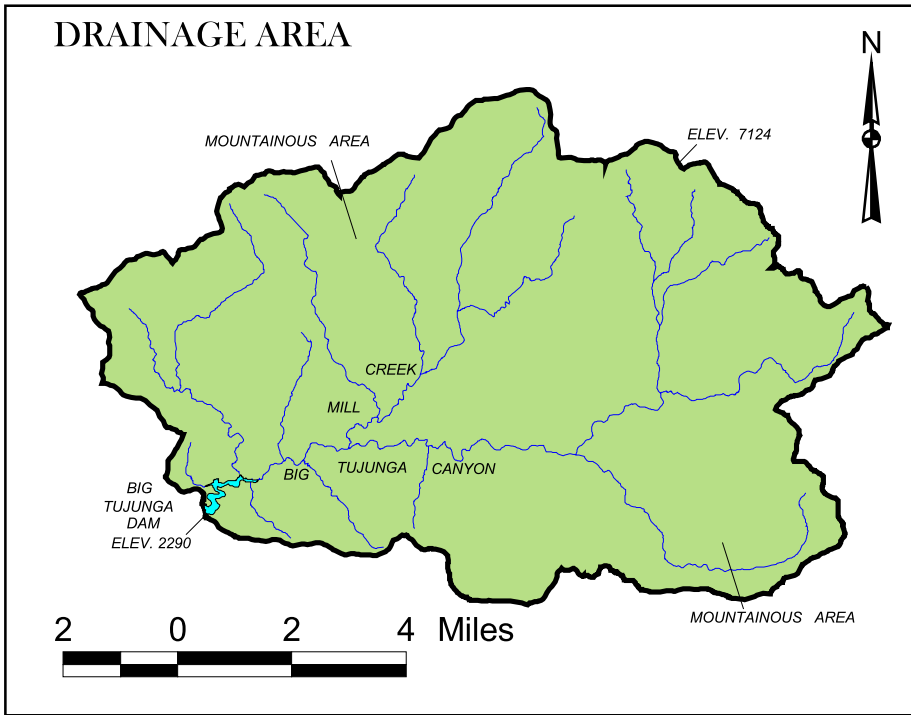 DRAINAGE AREA
N
MOUNTAINOUS AREA
ELEV. 7124
CREEK
MILL
BIG TUJUNGA CANYON
BIG
TUJUNGA
DAM
ELEV. 2290
MOUNTAINOUS AREA
2 0 2 4 Miles